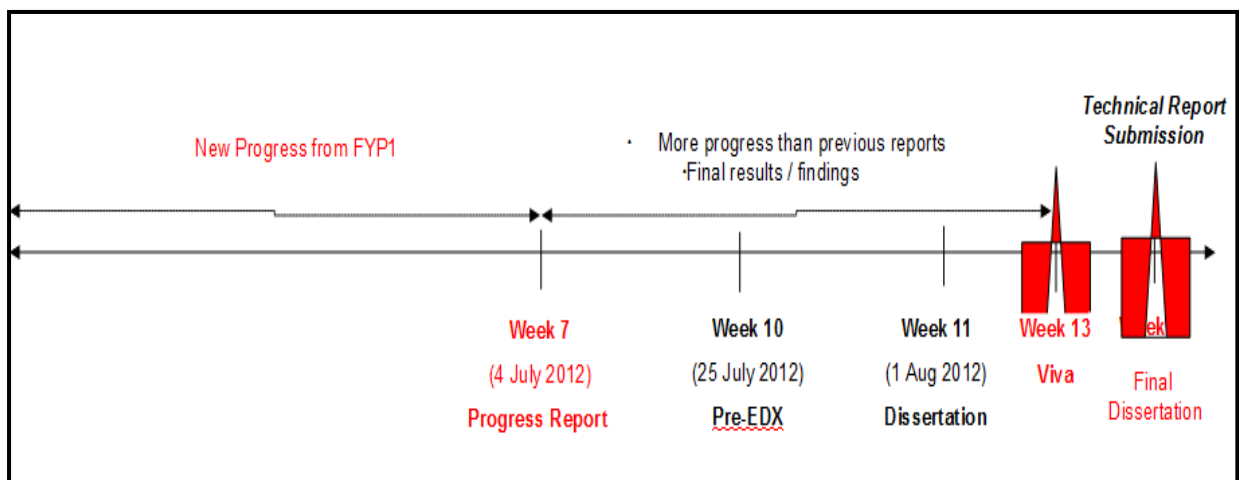 Technical Report
Submission
New Progress from FYP1
· More progress than previous reports
·Final results / findings
Week 7
(4 July 2012)
Progress Report
Week 10
(25 July 2012)
Pre-EDX
Week 11
(1 Aug 2012)
Dissertation
Week 13
Viva
Final
Dissertation